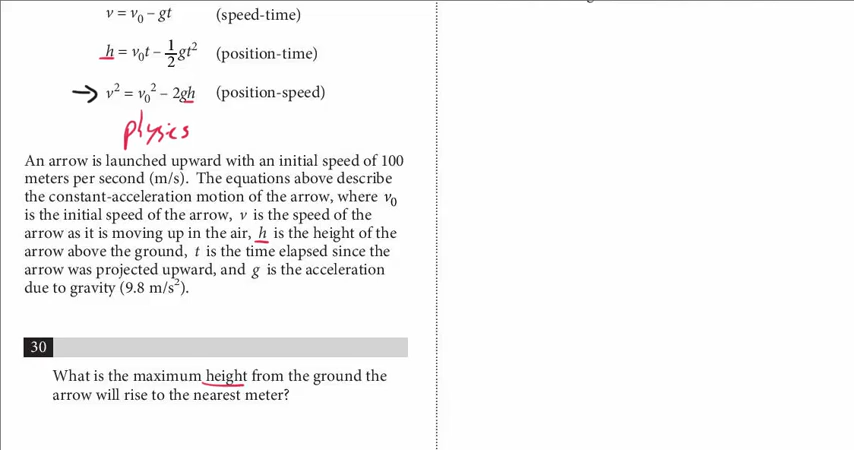 v = v₀ – gt (speed-time)
h = v₀t – 1/2 gt² (position-time)
→ v² = v₀² – 2gh (position-speed)
physics
An arrow is launched upward with an initial speed of 100
meters per second (m/s). The equations above describe
the constant-acceleration motion of the arrow, where v₀
is the initial speed of the arrow, v is the speed of the
arrow as it is moving up in the air, h is the height of the
arrow above the ground, t is the time elapsed since the
arrow was projected upward, and g is the acceleration
due to gravity (9.8 m/s²).
30
What is the maximum height from the ground the
arrow will rise to the nearest meter?